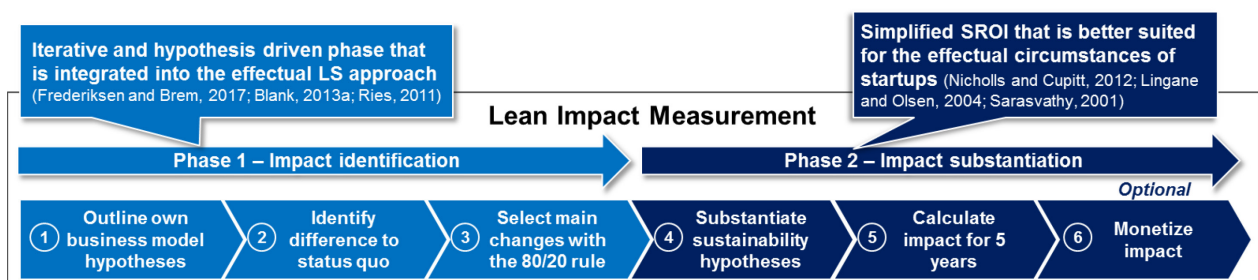 Iterative and hypothesis driven phase that
is integrated into the effectual LS approach
(Frederiksen and Brem, 2017; Blank, 2013a; Ries, 2011)
Simplified SROI that is better suited
for the effectual circumstances of
startups (Nicholls and Cupitt, 2012; Lingane
and Olsen, 2004; Sarasvathy, 2001)
Lean Impact Measurement
Phase 1 – Impact identification
Phase 2 – Impact substantiation
Optional
1
Outline own
business model
hypotheses
2
Identify
difference to
status quo
3
Select main
changes with
the 80/20 rule
4
Substantiate
sustainability
hypotheses
5
Calculate
impact for 5
years
6
Monetize
impact